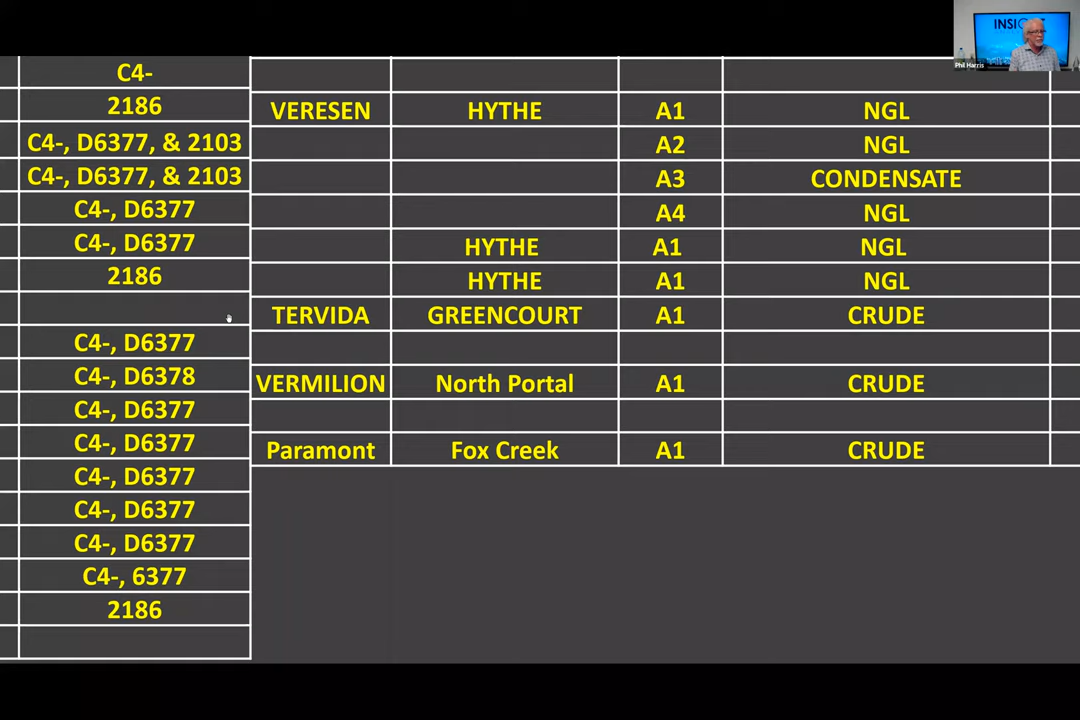 C4-
2186
C4-, D6377, & 2103
C4-, D6377, & 2103
C4-, D6377
C4-, D6377
2186
C4-, D6377
C4-, D6378
C4-, D6377
C4-, D6377
C4-, D6377
C4-, D6377
C4-, D6377
C4-, 6377
2186
VERESEN HYTHE A1 NGL
A2 NGL
A3 CONDENSATE
A4 NGL
HYTHE A1 NGL
HYTHE A1 NGL
TERVIDA GREENCOURT A1 CRUDE
VERMILION North Portal A1 CRUDE
Paramont Fox Creek A1 CRUDE
Phil Harris